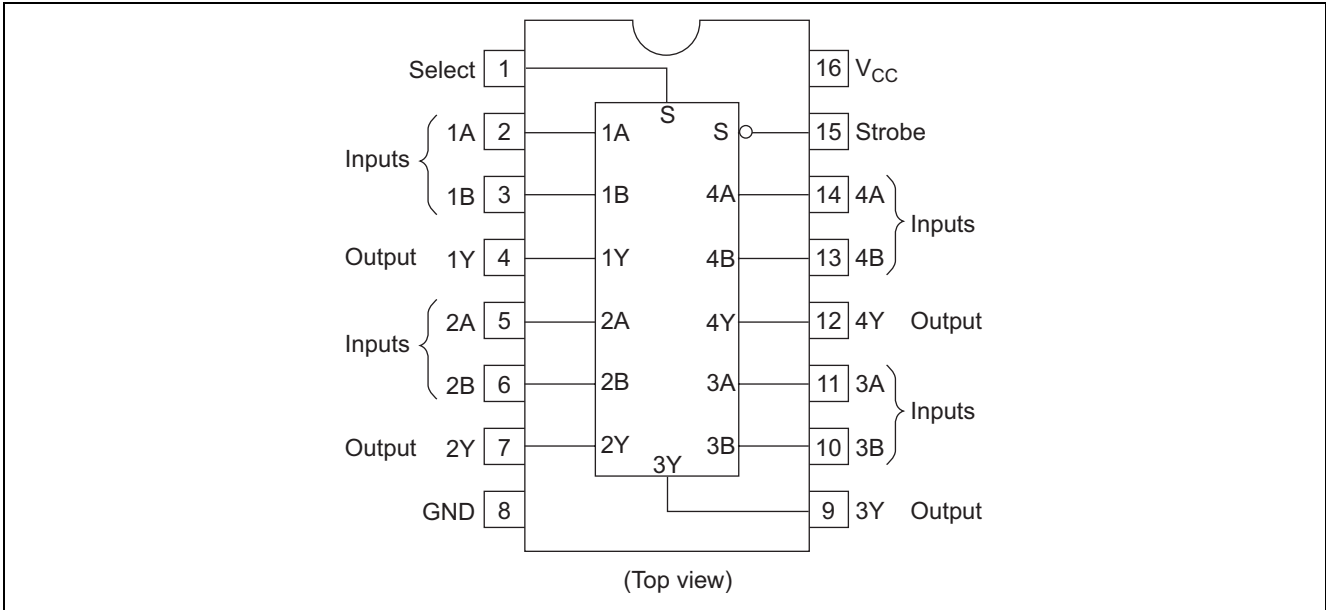 Select 1 16 VCC
S
1A 2 1A S 15 Strobe
Inputs
1B 3 1B 4A 14 4A
Inputs
Output 1Y 4 1Y 4B 13 4B
2A 5 2A 4Y 12 4Y Output
Inputs
2B 6 2B 3A 11 3A
Inputs
Output 2Y 7 2Y 3B 10 3B
3Y
GND 8 9 3Y Output
(Top view)